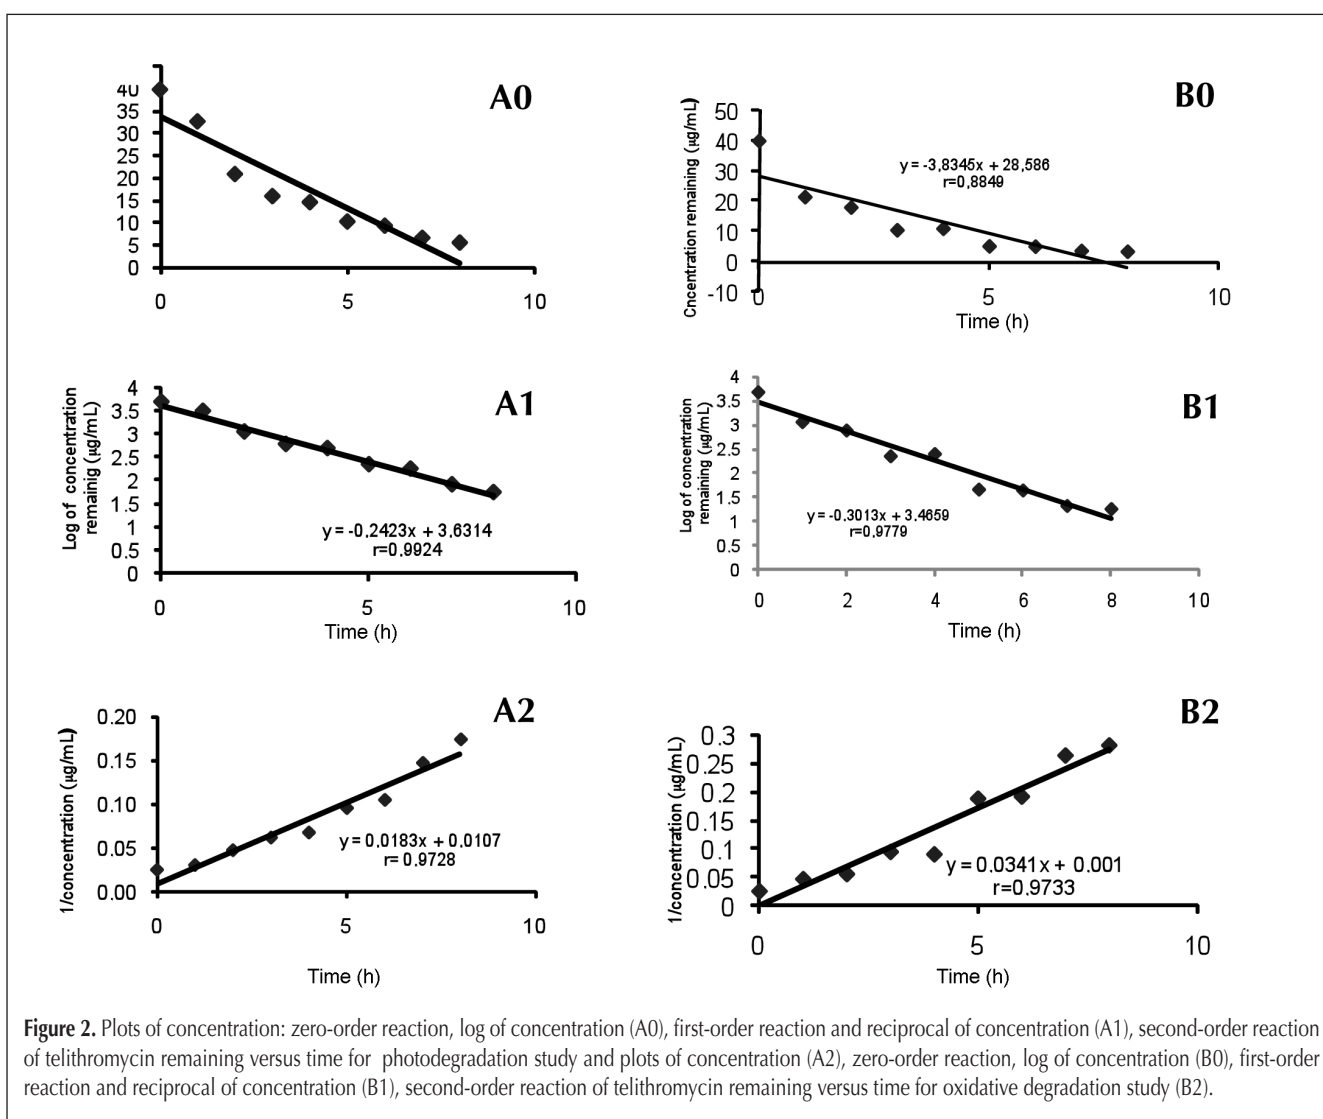 A0
40
35
30
25
20
15
10
5
0
0 5 10
B0
Cncentration remaining (µg/mL)
50
40
30
20
10
0
-10
y = -3,8345x + 28,586
r=0,8849
0 5 10
Time (h)
A1
Log of concentration
remainig (µg/mL)
4
3.5
3
2.5
2
1.5
1
0.5
0
y = -0,2423x + 3,6314
r=0,9924
0 5 10
Time (h)
B1
Log of concentration
remaining (µg/mL)
4
3.5
3
2.5
2
1.5
1
0.5
0
y = -0,3013x + 3,4659
r=0,9779
0 2 4 6 8 10
Time (h)
A2
1/concentration (µg/mL)
0.20
0.15
0.10
0.05
0.00
y = 0,0183x + 0,0107
r= 0,9728
0 5 10
Time (h)
B2
1/concentration (µg/mL)
0.3
0.25
0.2
0.15
0.1
0.05
0
y = 0.0341x + 0.001
r=0,9733
0 5 10
Time (h)
Figure 2. Plots of concentration: zero-order reaction, log of concentration (A0), first-order reaction and reciprocal of concentration (A1), second-order reaction
of telithromycin remaining versus time for photodegradation study and plots of concentration (A2), zero-order reaction, log of concentration (B0), first-order
reaction and reciprocal of concentration (B1), second-order reaction of telithromycin remaining versus time for oxidative degradation study (B2).